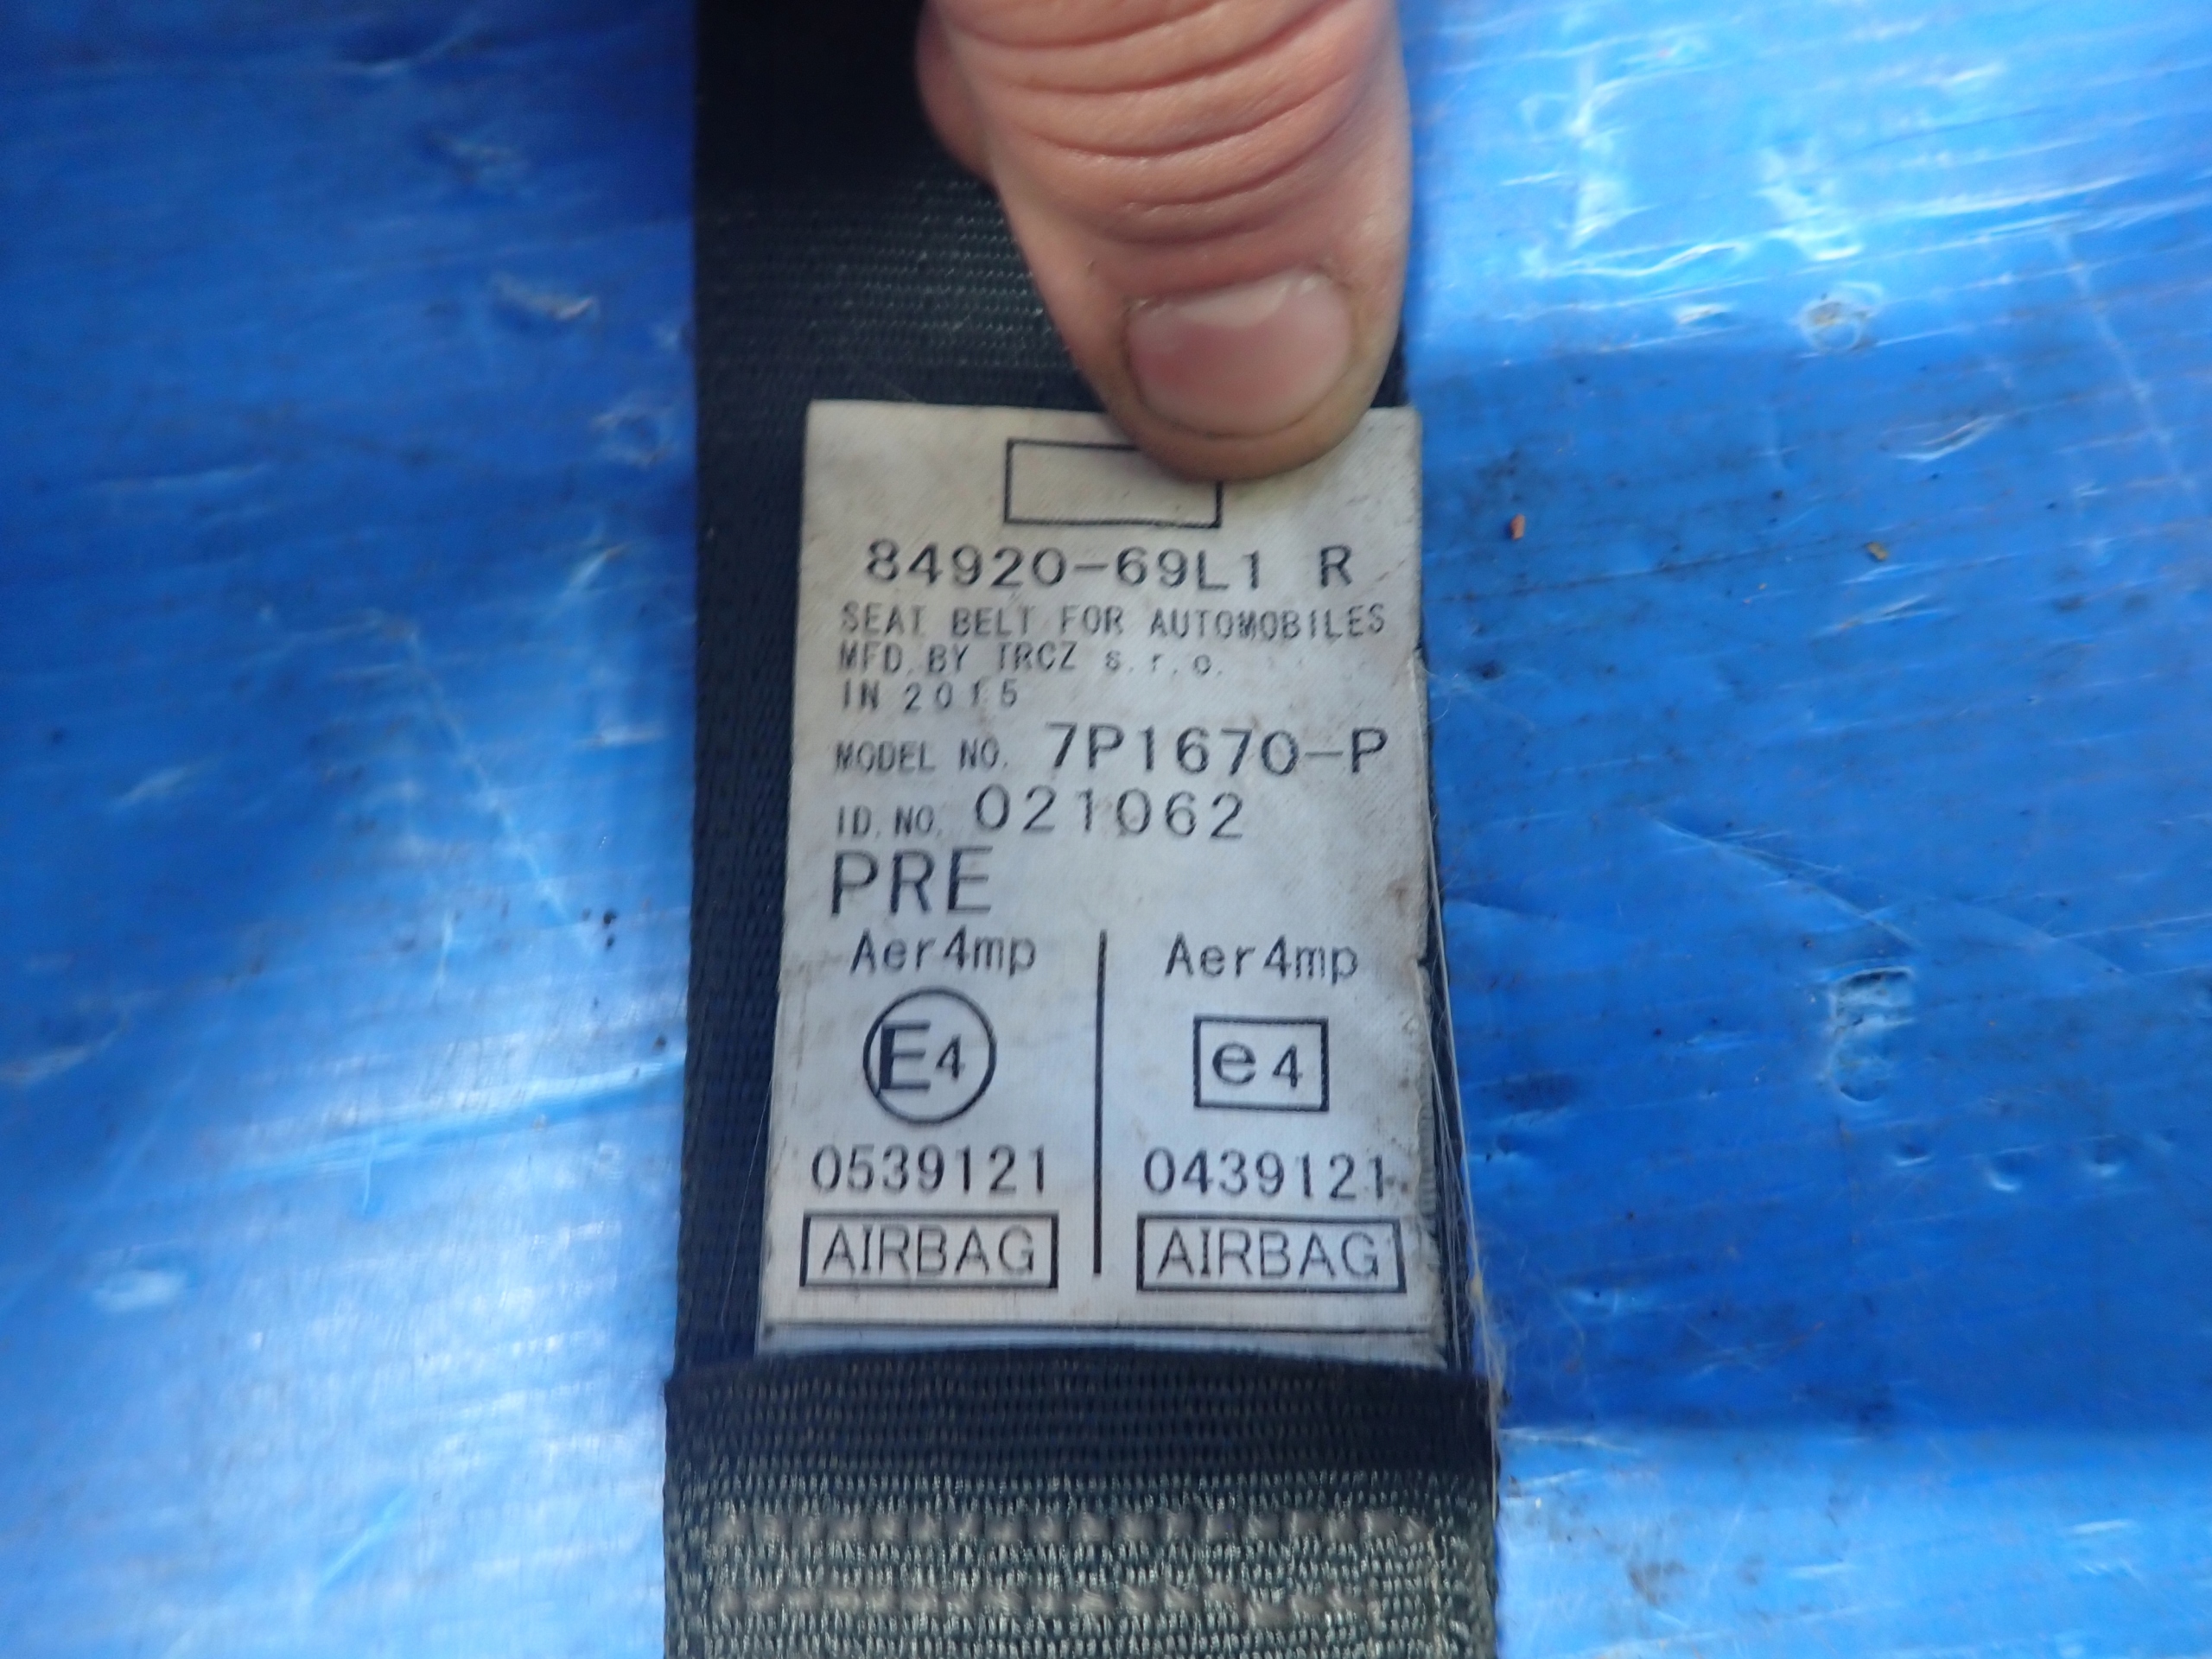 84920-69L1 R
SEAT BELT FOR AUTOMOBILES
MFD. BY TRCZ s.r.o.
IN 2015
MODEL NO. 7P1670-P
ID. NO. 021062
PRE
Aer4mp Aer4mp
E4 e4
0539121 0439121
AIRBAG AIRBAG